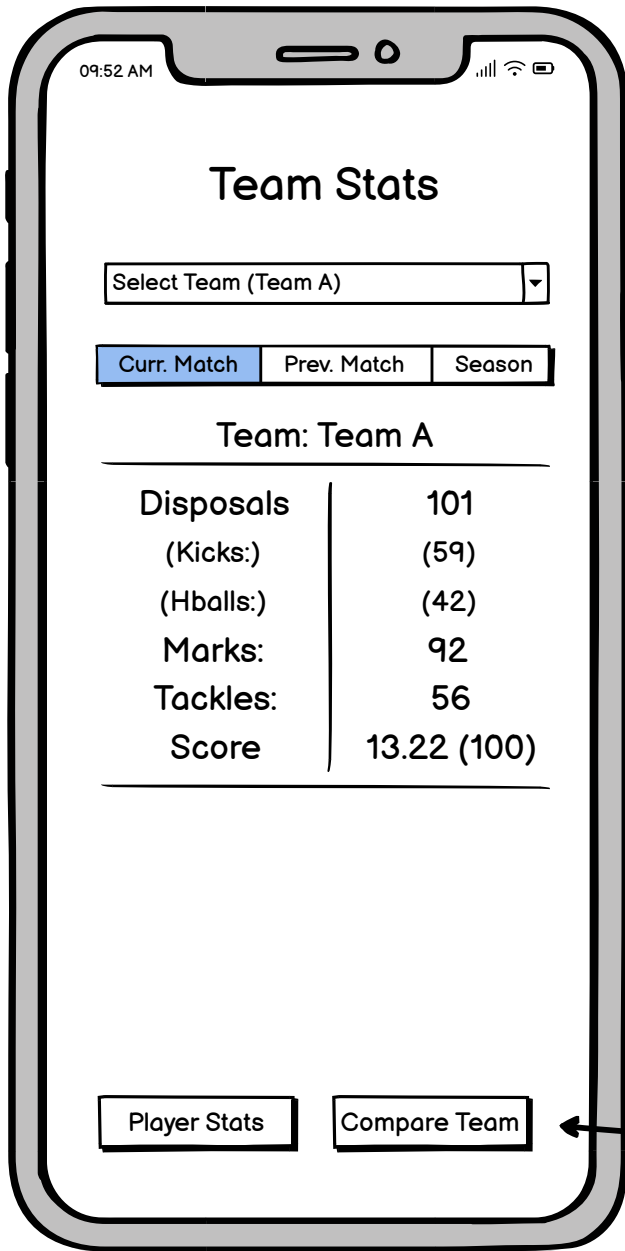 09:52 AM
Team Stats
Select Team (Team A)
Curr. Match Prev. Match Season
Team: Team A
Disposals 101
(Kicks:) (59)
(Hballs:) (42)
Marks: 92
Tackles: 56
Score 13.22 (100)
Player Stats Compare Team